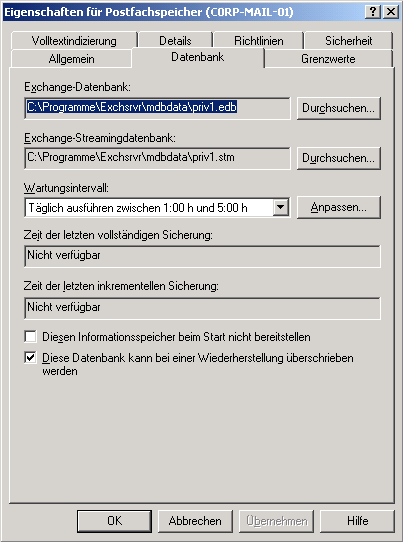 Eigenschaften für Postfachspeicher (CORP-MAIL-01)
Volltextindizierung Details Richtlinien Sicherheit
Allgemein Datenbank Grenzwerte
Exchange-Datenbank:
C:\Programme\Exchsrvr\mdbdata\priv1.edb Durchsuchen...
Exchange-Streamingdatenbank:
C:\Programme\Exchsrvr\mdbdata\priv1.stm Durchsuchen...
Wartungsintervall:
Täglich ausführen zwischen 1:00 h und 5:00 h Anpassen...
Zeit der letzten vollständigen Sicherung:
Nicht verfügbar
Zeit der letzten inkrementellen Sicherung:
Nicht verfügbar
Diesen Informationsspeicher beim Start nicht bereitstellen
Diese Datenbank kann bei einer Wiederherstellung überschrieben
werden
OK Abbrechen Übernehmen Hilfe